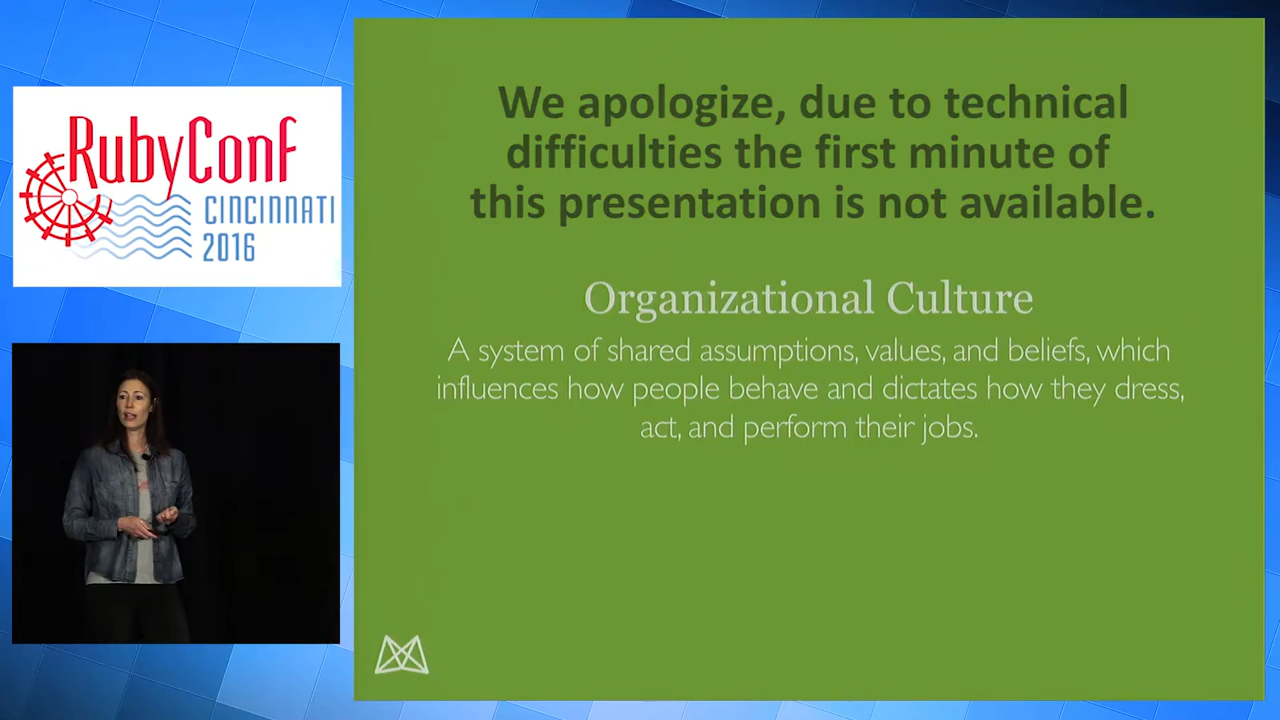 RubyConf
CINCINNATI
2016
We apologize, due to technical
difficulties the first minute of
this presentation is not available.
Organizational Culture
A system of shared assumptions, values, and beliefs, which
influences how people behave and dictates how they dress,
act, and perform their jobs.